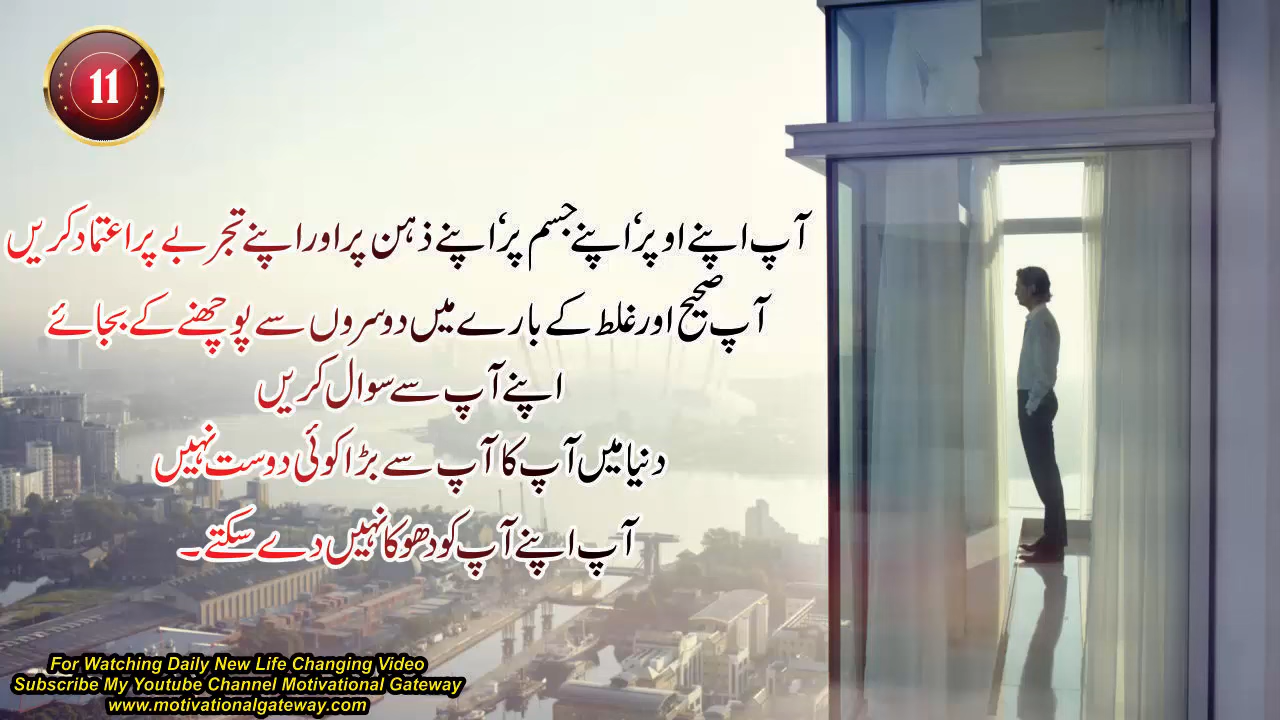 11
آپ اپنے اوپر‘ اپنے جسم پر‘ اپنے ذہن پر اور اپنے تجربے پر اعتماد کریں
آپ صحیح اور غلط کے بارے میں دوسروں سے پوچھنے کے بجائے
اپنے آپ سے سوال کریں
دنیا میں آپ کا آپ سے بڑا کوئی دوست نہیں
آپ اپنے آپ کو دھوکا نہیں دے سکتے۔
For Watching Daily New Life Changing Video
Subscribe My Youtube Channel Motivational Gateway
www.motivationalgateway.com